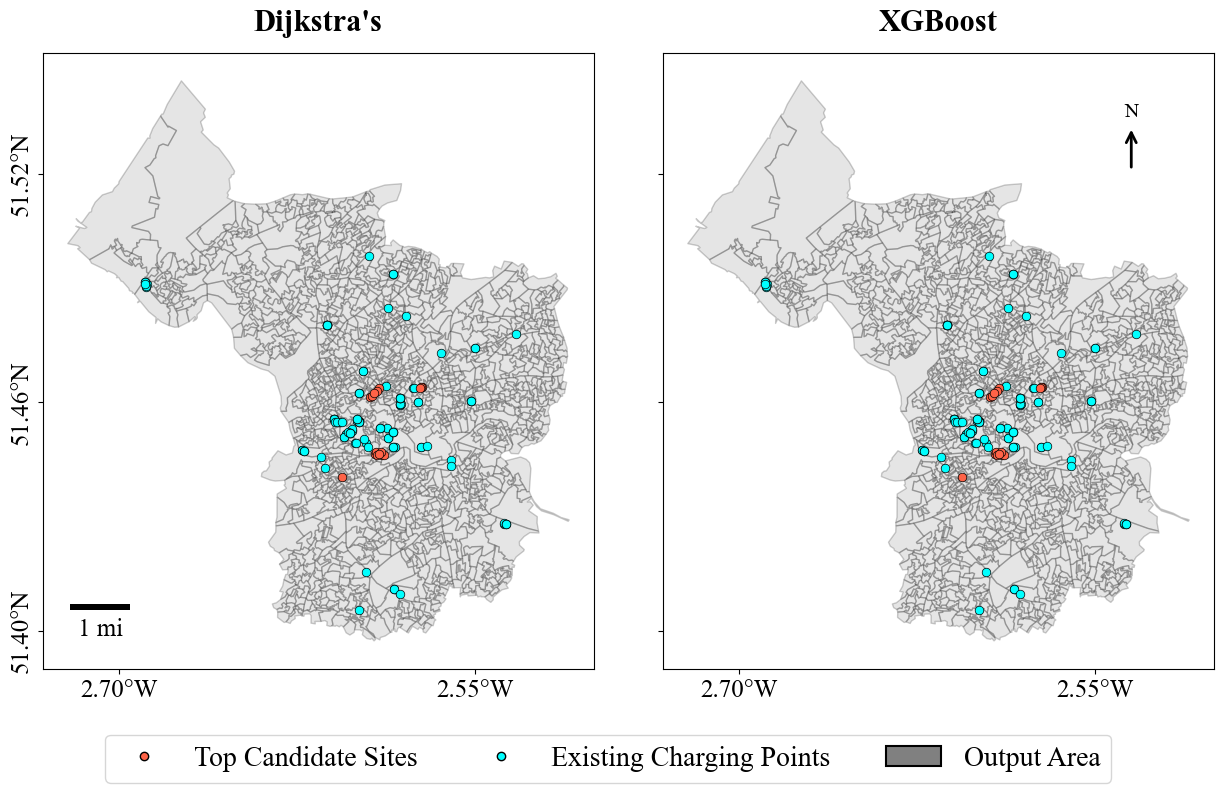 Dijkstra's
XGBoost
N
51.52°N
51.46°N
51.40°N
1 mi
2.70°W
2.55°W
2.70°W
2.55°W
Top Candidate Sites
Existing Charging Points
Output Area